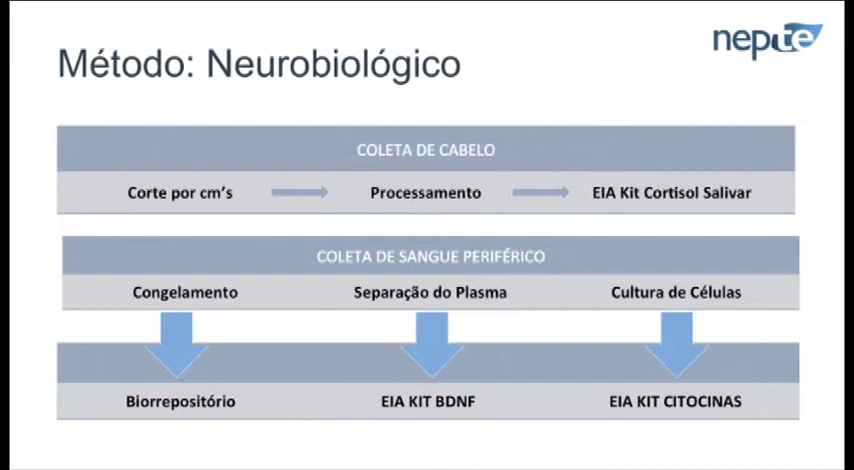 nepte
Método: Neurobiológico
COLETA DE CABELO
Corte por cm's Processamento EIA Kit Cortisol Salivar
COLETA DE SANGUE PERIFÉRICO
Congelamento Separação do Plasma Cultura de Células
Biorrepositório EIA KIT BDNF EIA KIT CITOCINAS